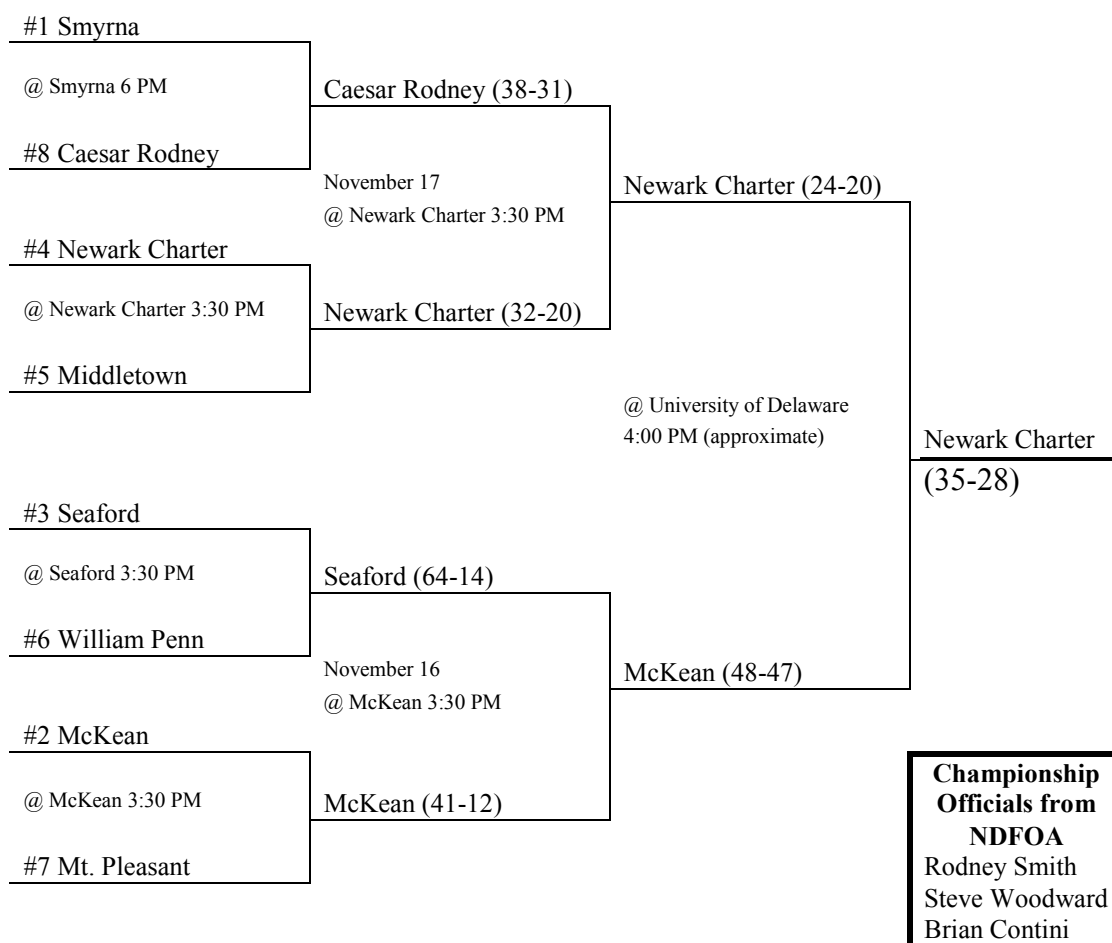 #1 Smyrna
@ Smyrna 6 PM
Caesar Rodney (38-31)
#8 Caesar Rodney
November 17
@ Newark Charter 3:30 PM
Newark Charter (24-20)
#4 Newark Charter
@ Newark Charter 3:30 PM
Newark Charter (32-20)
#5 Middletown
@ University of Delaware
4:00 PM (approximate)
Newark Charter
(35-28)
#3 Seaford
@ Seaford 3:30 PM
Seaford (64-14)
#6 William Penn
November 16
@ McKean 3:30 PM
McKean (48-47)
#2 McKean
@ McKean 3:30 PM
McKean (41-12)
#7 Mt. Pleasant
Championship
Officials from
NDFOA
Rodney Smith
Steve Woodward
Brian Contini